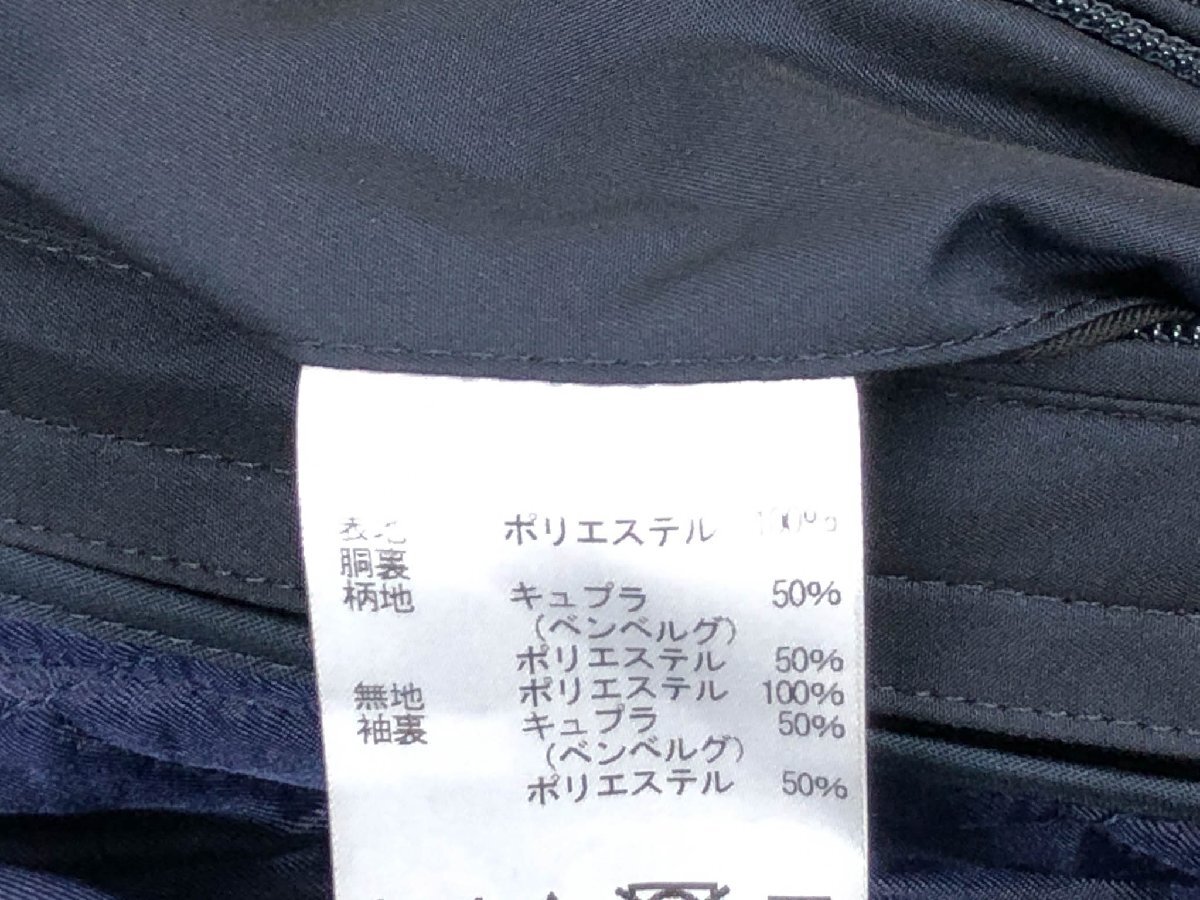 表地 ポリエステル 100%
胴裏
柄地 キュプラ 50%
(ベンベルグ)
ポリエステル 50%
無地 ポリエステル 100%
袖裏 キュプラ 50%
(ベンベルグ)
ポリエステル 50%